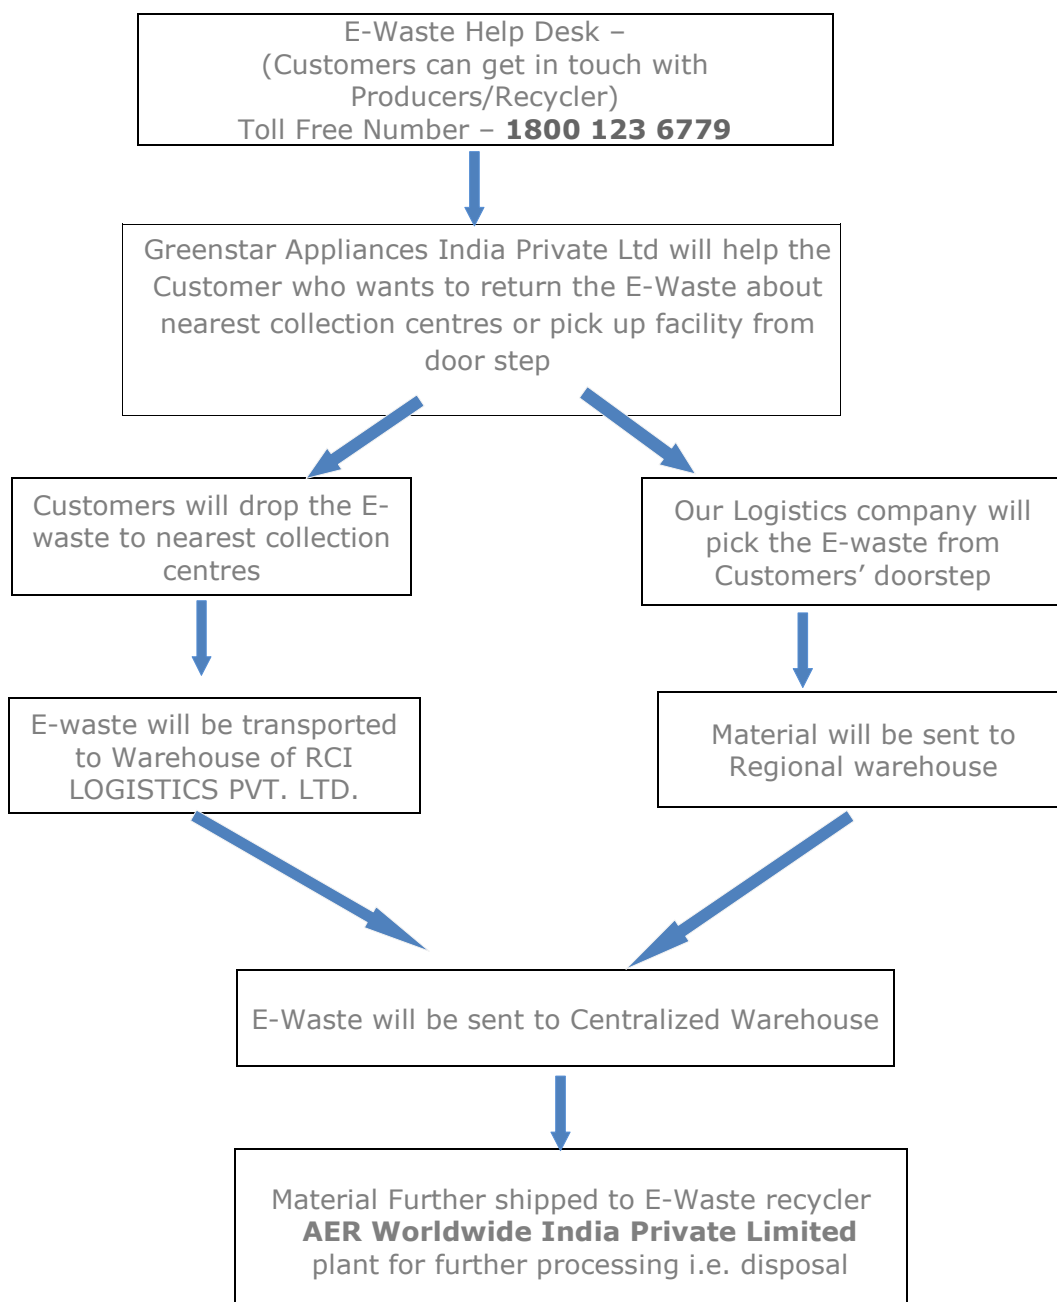 E-Waste Help Desk –
(Customers can get in touch with
Producers/Recycler)
Toll Free Number – 1800 123 6779
Greenstar Appliances India Private Ltd will help the
Customer who wants to return the E-Waste about
nearest collection centres or pick up facility from
door step
Customers will drop the E-
waste to nearest collection
centres
Our Logistics company will
pick the E-waste from
Customers’ doorstep
E-waste will be transported
to Warehouse of RCI
LOGISTICS PVT. LTD.
Material will be sent to
Regional warehouse
E-Waste will be sent to Centralized Warehouse
Material Further shipped to E-Waste recycler
AER Worldwide India Private Limited
plant for further processing i.e. disposal